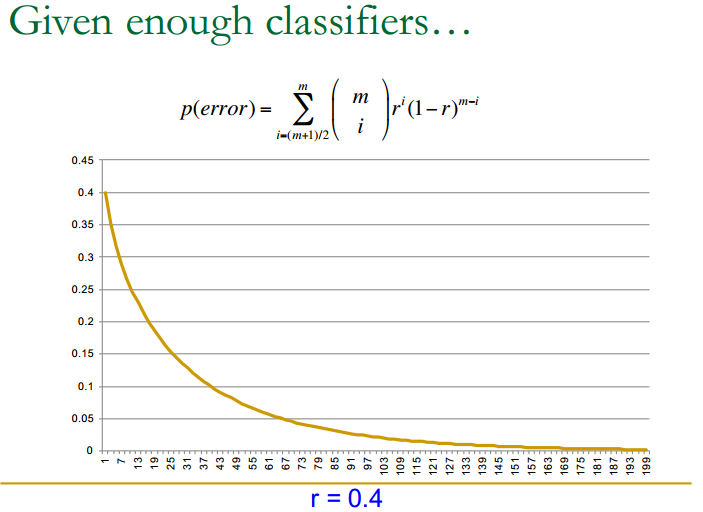 Given enough classifiers…
p(error) = \sum_{i=(m+1)/2}^{m} \binom{m}{i} r^i (1-r)^{m-i}
0.45
0.4
0.35
0.3
0.25
0.2
0.15
0.1
0.05
0
1 7 13 19 25 31 37 43 49 55 61 67 73 79 85 91 97 103 109 115 121 127 133 139 145 151 157 163 169 175 181 187 193 199
r = 0.4